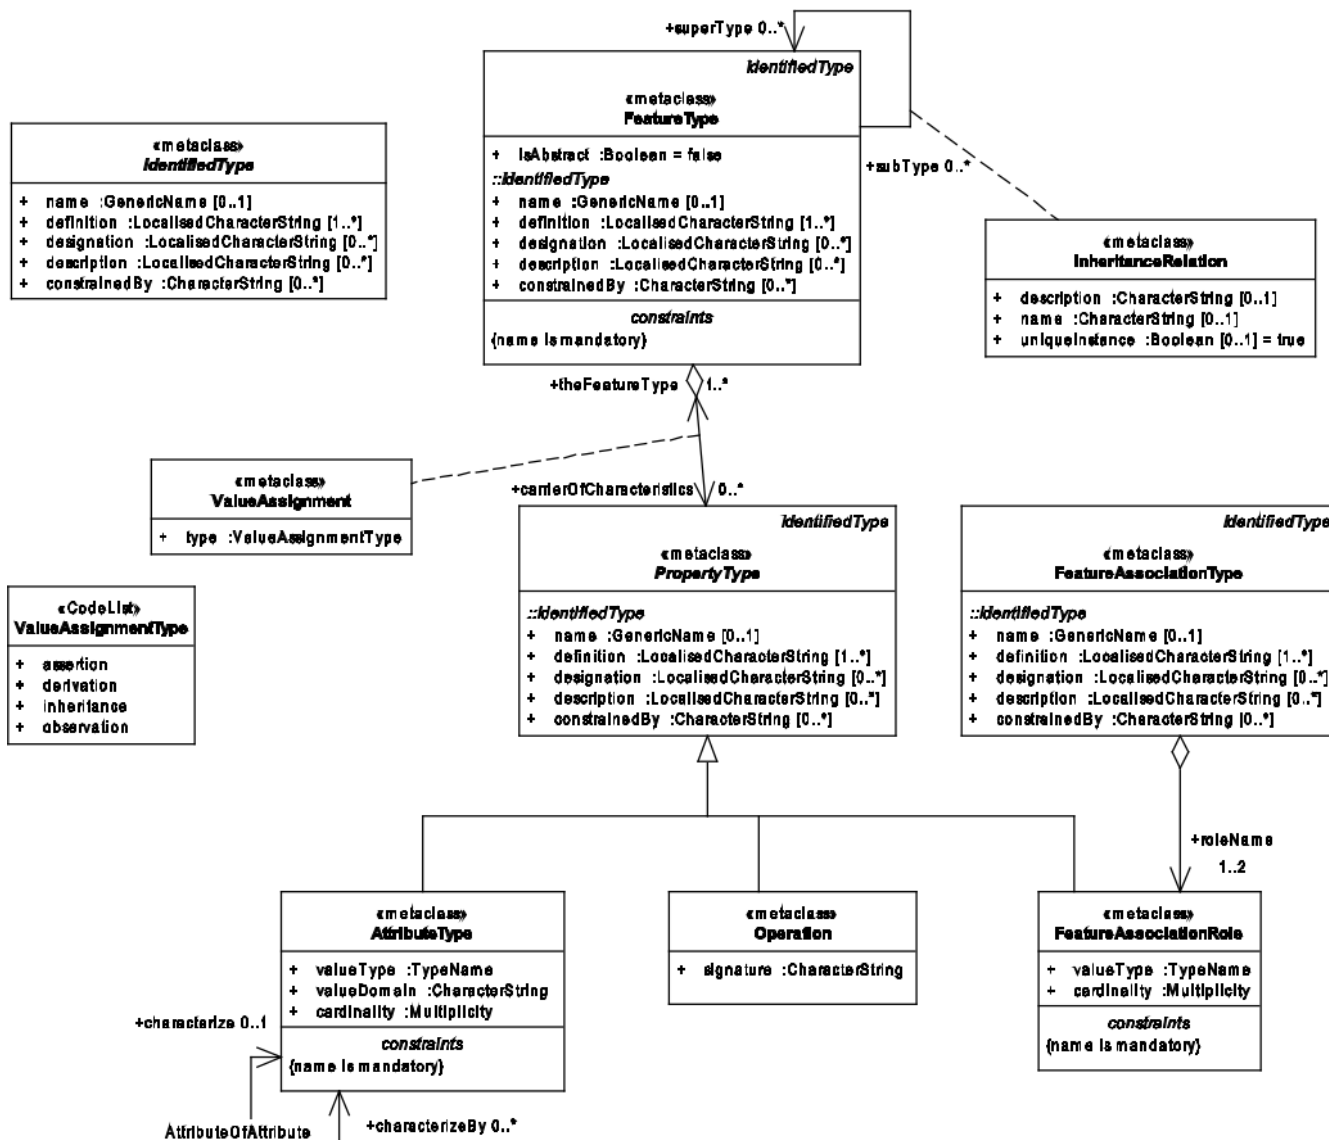 +superType 0..*
IdentifiedType
«metaclass»
FeatureType
+ isAbstract :Boolean = false
::IdentifiedType
+ name :GenericName [0..1]
+ definition :LocalisedCharacterString [1..*]
+ designation :LocalisedCharacterString [0..*]
+ description :LocalisedCharacterString [0..*]
+ constrainedBy :CharacterString [0..*]
constraints
{name is mandatory}
+subType 0..*
«metaclass»
IdentifiedType
+ name :GenericName [0..1]
+ definition :LocalisedCharacterString [1..*]
+ designation :LocalisedCharacterString [0..*]
+ description :LocalisedCharacterString [0..*]
+ constrainedBy :CharacterString [0..*]
«metaclass»
InheritanceRelation
+ description :CharacterString [0..1]
+ name :CharacterString [0..1]
+ uniqueInstance :Boolean [0..1] = true
+theFeatureType 1..*
«metaclass»
ValueAssignment
+ type :ValueAssignmentType
+carrierOfCharacteristics 0..*
«CodeList»
ValueAssignmentType
+ assertion
+ derivation
+ inheritance
+ observation
IdentifiedType
«metaclass»
PropertyType
::IdentifiedType
+ name :GenericName [0..1]
+ definition :LocalisedCharacterString [1..*]
+ designation :LocalisedCharacterString [0..*]
+ description :LocalisedCharacterString [0..*]
+ constrainedBy :CharacterString [0..*]
IdentifiedType
«metaclass»
FeatureAssociationType
::IdentifiedType
+ name :GenericName [0..1]
+ definition :LocalisedCharacterString [1..*]
+ designation :LocalisedCharacterString [0..*]
+ description :LocalisedCharacterString [0..*]
+ constrainedBy :CharacterString [0..*]
+roleName
1..2
«metaclass»
AttributeType
+ valueType :TypeName
+ valueDomain :CharacterString
+ cardinality :Multiplicity
constraints
{name is mandatory}
«metaclass»
Operation
+ signature :CharacterString
«metaclass»
FeatureAssociationRole
+ valueType :TypeName
+ cardinality :Multiplicity
constraints
{name is mandatory}
+characterize 0..1
AttributeOfAttribute
+characterizeBy 0..*